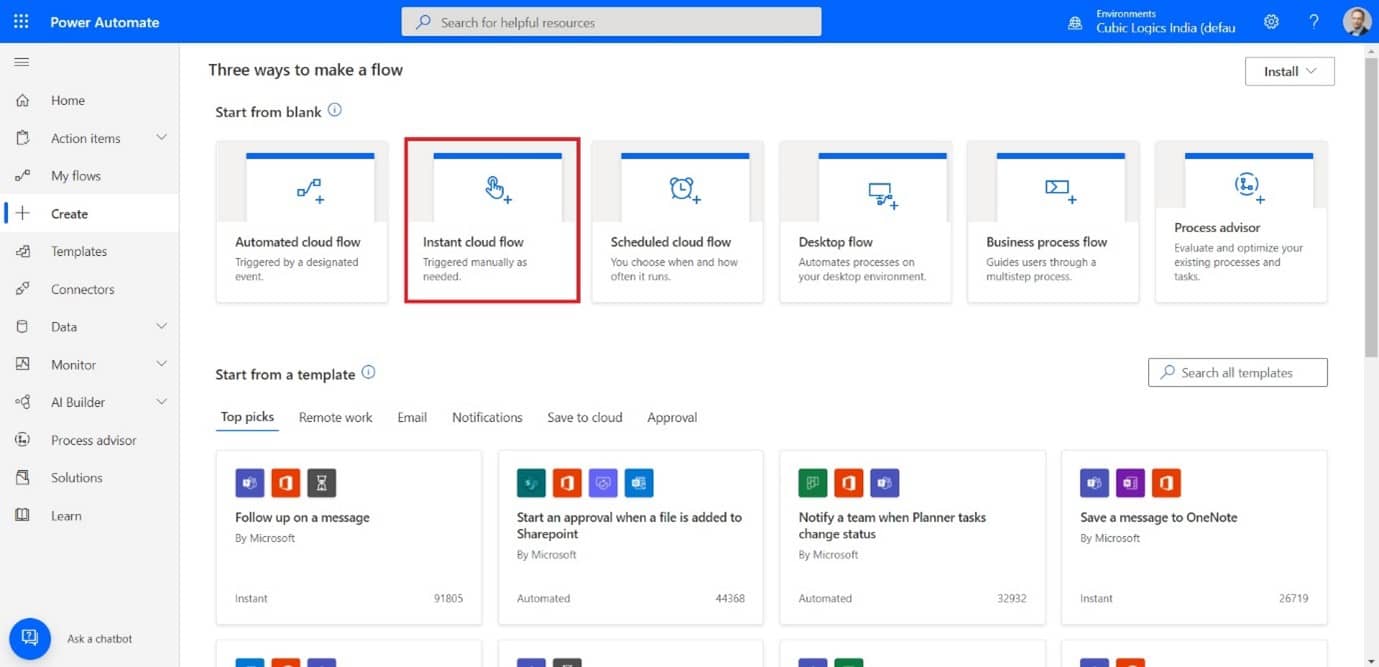 Power Automate
Search for helpful resources
Environments
Cubic Logics India (defau
?
Home
Action items
My flows
Create
Templates
Connectors
Data
Monitor
AI Builder
Process advisor
Solutions
Learn
Ask a chatbot
Three ways to make a flow
Install
Start from blank
Automated cloud flow
Triggered by a designated
event.
Instant cloud flow
Triggered manually as
needed.
Scheduled cloud flow
You choose when and how
often it runs.
Desktop flow
Automates processes on
your desktop environment.
Business process flow
Guides users through a
multistep process.
Process advisor
Evaluate and optimize your
existing processes and
tasks.
Start from a template
Search all templates
Top picks Remote work Email Notifications Save to cloud Approval
Follow up on a message
By Microsoft
Instant 91805
Start an approval when a file is added to
Sharepoint
By Microsoft
Automated 44368
Notify a team when Planner tasks
change status
By Microsoft
Automated 32932
Save a message to OneNote
By Microsoft
Instant 26719